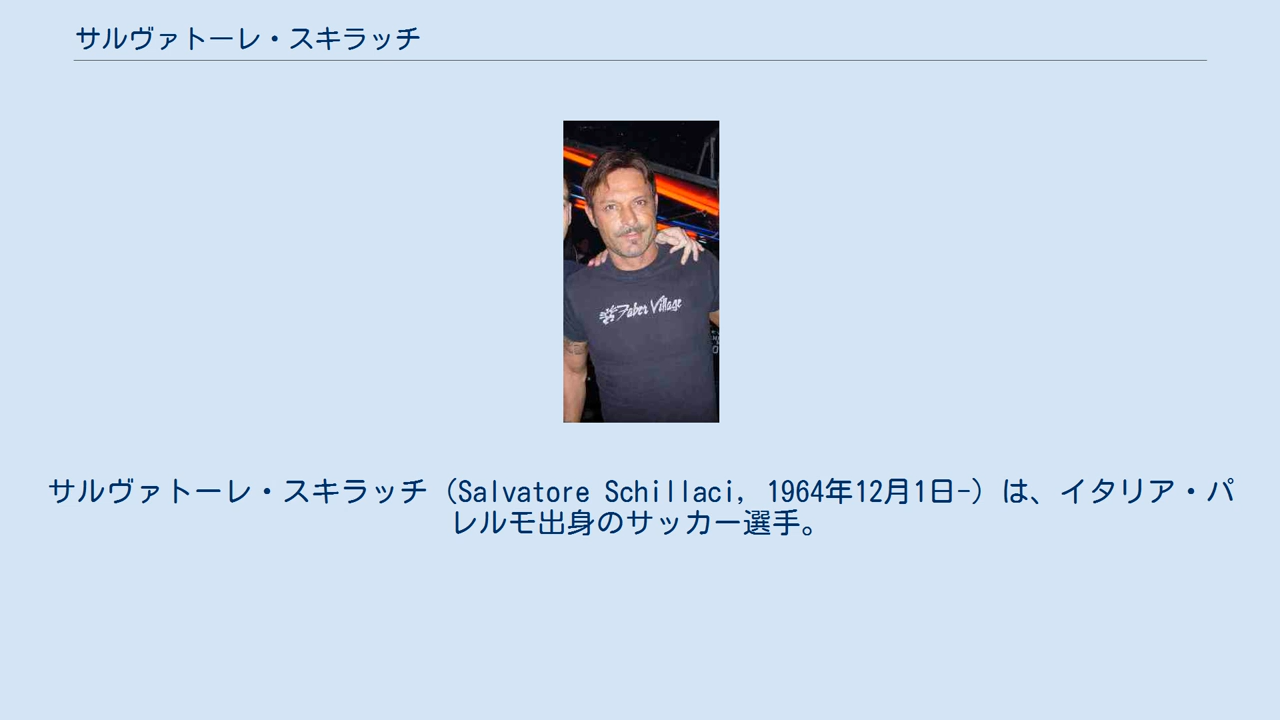 サルヴァトーレ・スキラッチ
Faber Village
サルヴァトーレ・スキラッチ (Salvatore Schillaci, 1964年12月1日-) は、イタリア・パ
レルモ出身のサッカー選手。